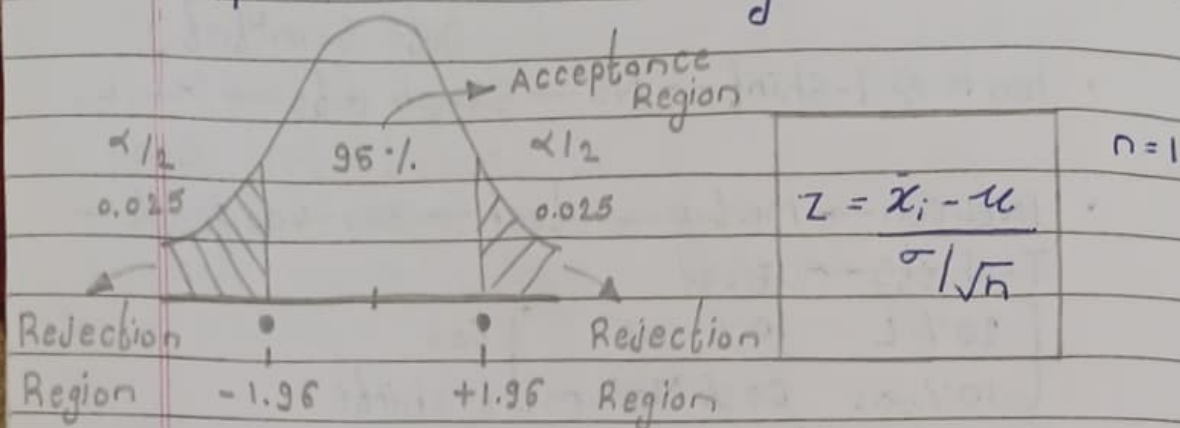 d
Acceptance
Region
α/2 95% α/2
n = 1
0.025 0.025
Z = x̄ᵢ - u
σ/√n
Rejection Rejection
Region -1.96 +1.96 Region